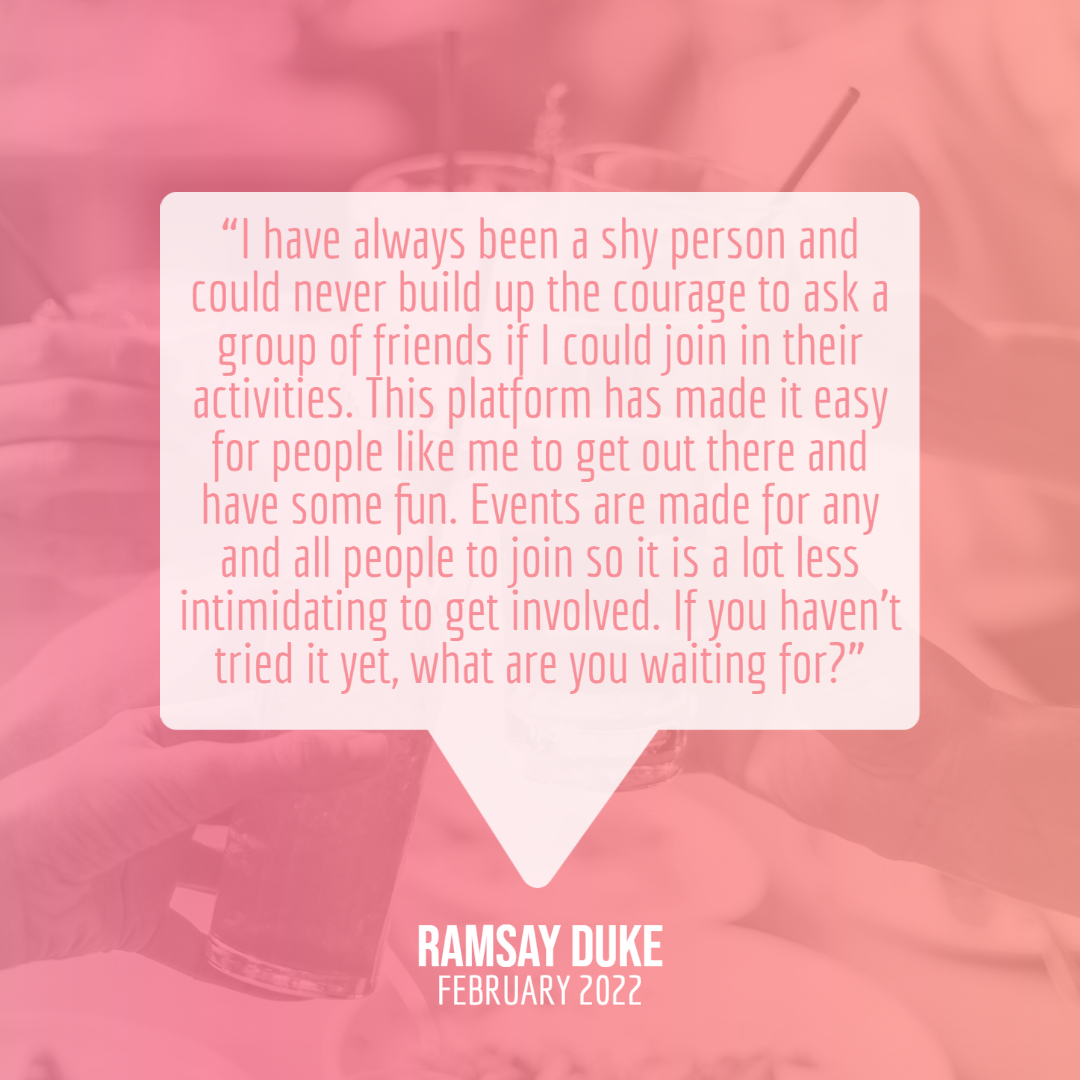 “I have always been a shy person and
could never build up the courage to ask a
group of friends if I could join in their
activities. This platform has made it easy
for people like me to get out there and
have some fun. Events are made for any
and all people to join so it is a lot less
intimidating to get involved. If you haven’t
tried it yet, what are you waiting for?”
RAMSAY DUKE
FEBRUARY 2022